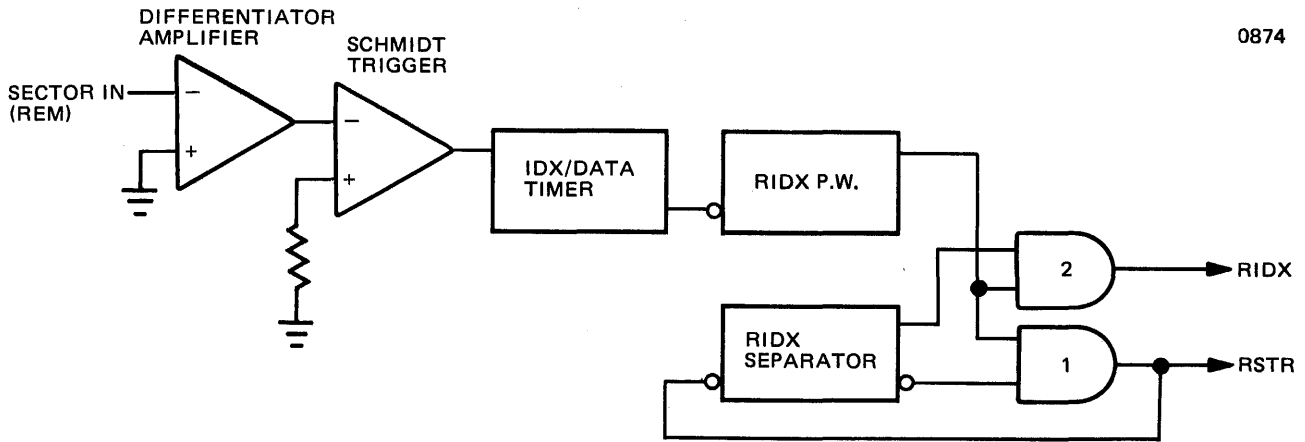 DIFFERENTIATOR
AMPLIFIER
0874
SCHMIDT
TRIGGER
SECTOR IN
(REM)
−
+
−
+
IDX/DATA
TIMER
RIDX P.W.
2
RIDX
RIDX
SEPARATOR
1
RSTR